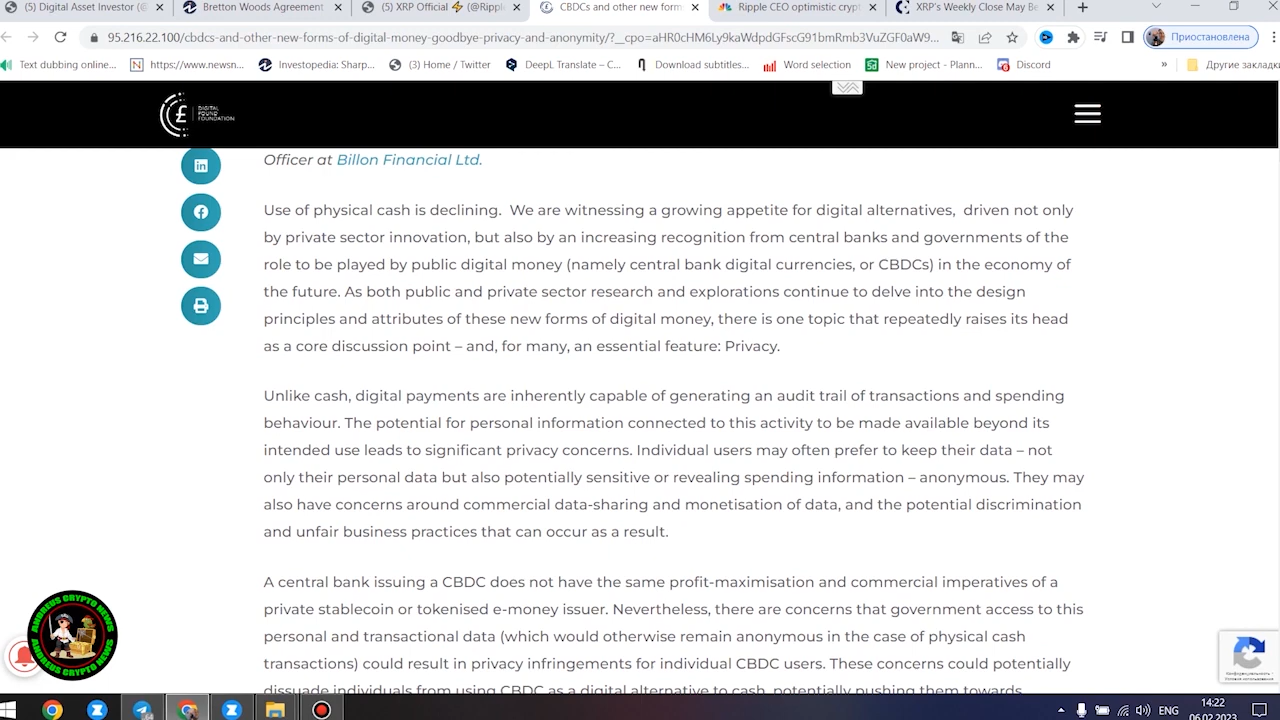 (5) Digital Asset Investor (@
Bretton Woods Agreement
(5) XRP Official ⚡ (@Ripple
CBDCs and other new form
Ripple CEO optimistic crypt
XRP's Weekly Close May Be
95.216.22.100/cbdcs-and-other-new-forms-of-digital-money-goodbye-privacy-and-anonymity/?__cpo=aHR0cHM6Ly9kaWdpdGFscG91bmRmb3VuZGF0aW9...
Приостановлена
Text dubbing online...
https://www.newsn...
Investopedia: Sharp...
(3) Home / Twitter
DeepL Translate – C...
Download subtitles...
Word selection
New project - Plann...
Discord
»
Другие закладки
DIGITAL
POUND
FOUNDATION
Officer at Billon Financial Ltd.
Use of physical cash is declining. We are witnessing a growing appetite for digital alternatives, driven not only
by private sector innovation, but also by an increasing recognition from central banks and governments of the
role to be played by public digital money (namely central bank digital currencies, or CBDCs) in the economy of
the future. As both public and private sector research and explorations continue to delve into the design
principles and attributes of these new forms of digital money, there is one topic that repeatedly raises its head
as a core discussion point – and, for many, an essential feature: Privacy.
Unlike cash, digital payments are inherently capable of generating an audit trail of transactions and spending
behaviour. The potential for personal information connected to this activity to be made available beyond its
intended use leads to significant privacy concerns. Individual users may often prefer to keep their data – not
only their personal data but also potentially sensitive or revealing spending information – anonymous. They may
also have concerns around commercial data-sharing and monetisation of data, and the potential discrimination
and unfair business practices that can occur as a result.
A central bank issuing a CBDC does not have the same profit-maximisation and commercial imperatives of a
private stablecoin or tokenised e-money issuer. Nevertheless, there are concerns that government access to this
personal and transactional data (which would otherwise remain anonymous in the case of physical cash
transactions) could result in privacy infringements for individual CBDC users. These concerns could potentially
dissuade individuals from using CBDC as a digital alternative to cash, potentially pushing them towards
ANDREUS CRYPTO NEWS
ANDREUS CRYPTO NEWS
Конфиденциальность -
Условия использования
ENG
14:22
06.02.2023